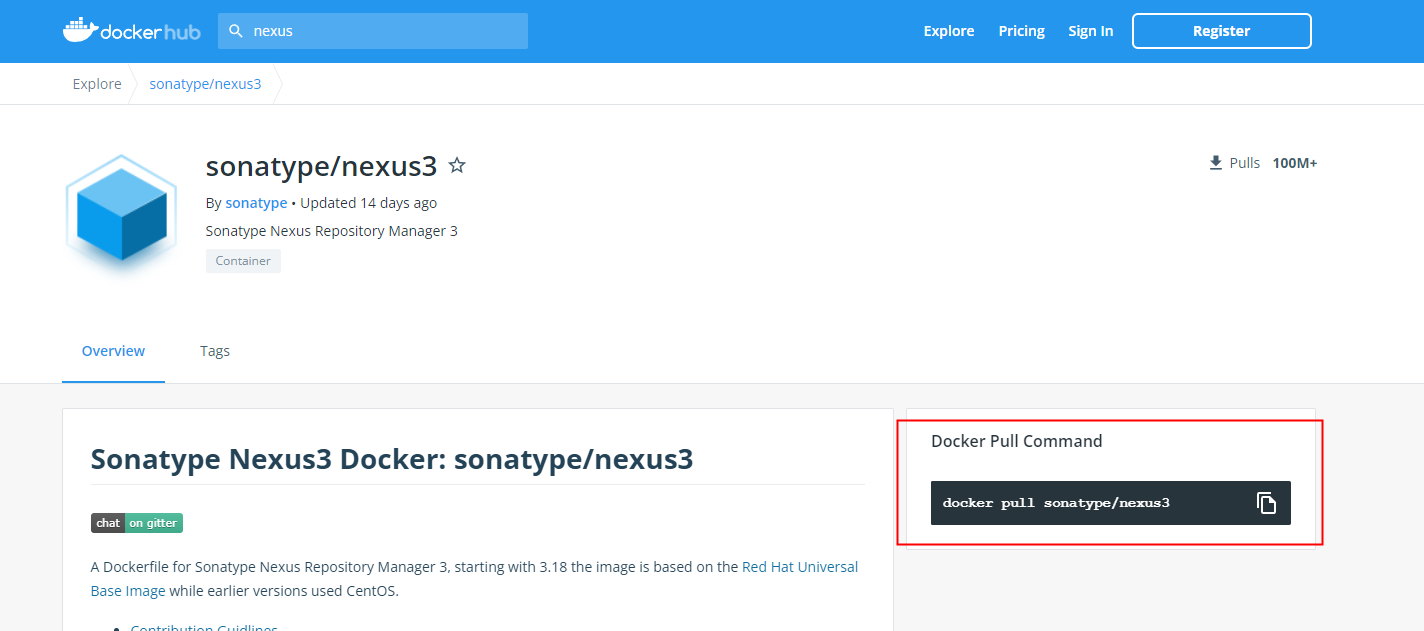 docker hub
nexus
Explore
Pricing
Sign In
Register
Explore
sonatype/nexus3
sonatype/nexus3
Pulls 100M+
By sonatype • Updated 14 days ago
Sonatype Nexus Repository Manager 3
Container
Overview
Tags
Sonatype Nexus3 Docker: sonatype/nexus3
chat on gitter
A Dockerfile for Sonatype Nexus Repository Manager 3, starting with 3.18 the image is based on the Red Hat Universal
Base Image while earlier versions used CentOS.
• Contribution Guidlines
Docker Pull Command
docker pull sonatype/nexus3